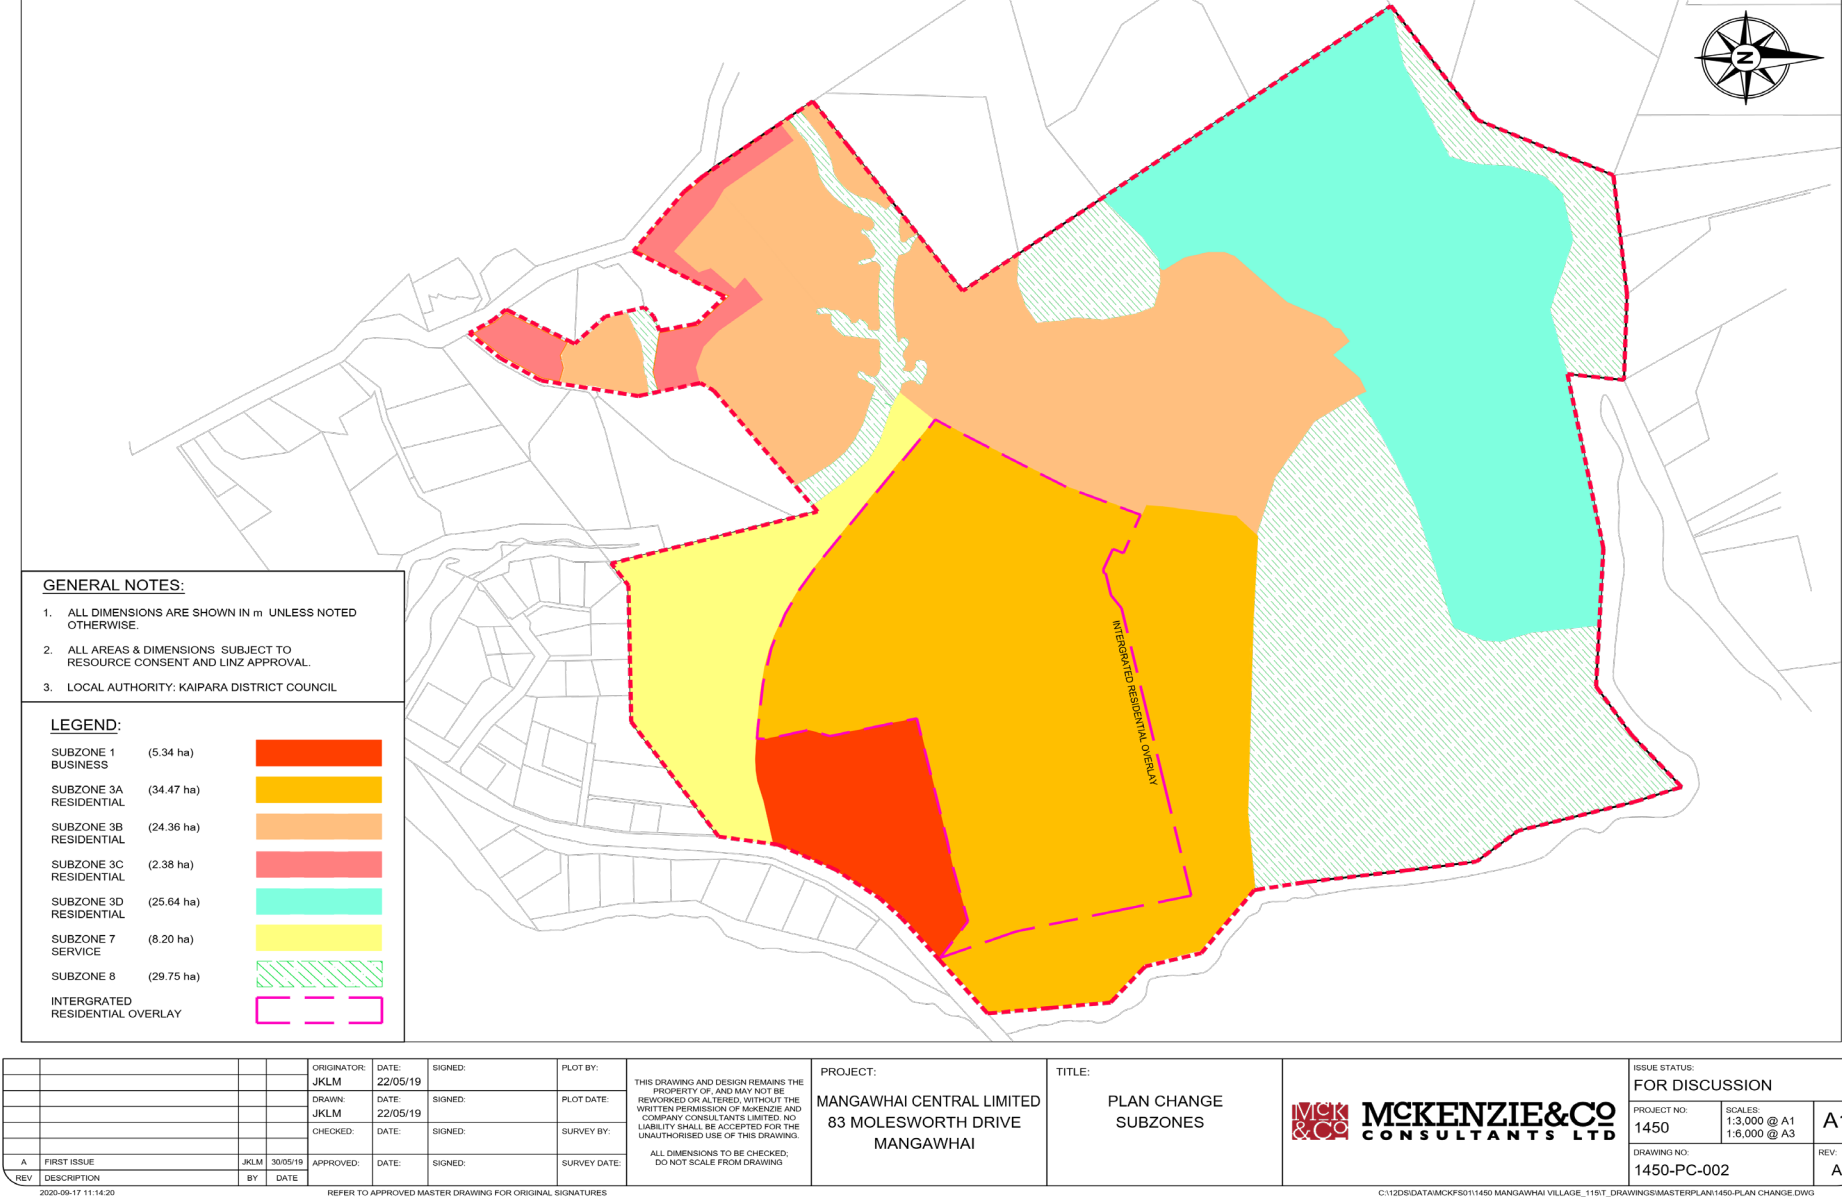 N
INTERGRATED RESIDENTIAL OVERLAY
GENERAL NOTES:
1. ALL DIMENSIONS ARE SHOWN IN m UNLESS NOTED
OTHERWISE.
2. ALL AREAS & DIMENSIONS SUBJECT TO
RESOURCE CONSENT AND LINZ APPROVAL.
3. LOCAL AUTHORITY: KAIPARA DISTRICT COUNCIL
LEGEND:
SUBZONE 1 (5.34 ha)
BUSINESS
SUBZONE 3A (34.47 ha)
RESIDENTIAL
SUBZONE 3B (24.36 ha)
RESIDENTIAL
SUBZONE 3C (2.38 ha)
RESIDENTIAL
SUBZONE 3D (25.64 ha)
RESIDENTIAL
SUBZONE 7 (8.20 ha)
SERVICE
SUBZONE 8 (29.75 ha)
INTERGRATED
RESIDENTIAL OVERLAY
A FIRST ISSUE JKLM 30/05/19
REV DESCRIPTION BY DATE
ORIGINATOR: DATE: SIGNED: PLOT BY:
JKLM 22/05/19
DRAWN: DATE: SIGNED: PLOT DATE:
JKLM 22/05/19
CHECKED: DATE: SIGNED: SURVEY BY:
APPROVED: DATE: SIGNED: SURVEY DATE:
THIS DRAWING AND DESIGN REMAINS THE
PROPERTY OF, AND MAY NOT BE
REWORKED OR ALTERED, WITHOUT THE
WRITTEN PERMISSION OF McKENZIE AND
COMPANY CONSULTANTS LIMITED. NO
LIABILITY SHALL BE ACCEPTED FOR THE
UNAUTHORISED USE OF THIS DRAWING.
ALL DIMENSIONS TO BE CHECKED;
DO NOT SCALE FROM DRAWING
PROJECT:
MANGAWHAI CENTRAL LIMITED
83 MOLESWORTH DRIVE
MANGAWHAI
TITLE:
PLAN CHANGE
SUBZONES
MCK
&CO
MCKENZIE&CO
CONSULTANTS LTD
ISSUE STATUS:
FOR DISCUSSION
PROJECT NO:
1450
SCALES:
1:3,000 @ A1
1:6,000 @ A3
A1
DRAWING NO:
1450-PC-002
REV:
A
2020-09-17 11:14:20
REFER TO APPROVED MASTER DRAWING FOR ORIGINAL SIGNATURES
C:\12DS\DATA\MCKFS01\1450 MANGAWHAI VILLAGE_115\T_DRAWINGS\MASTERPLAN\1450-PLAN CHANGE.DWG